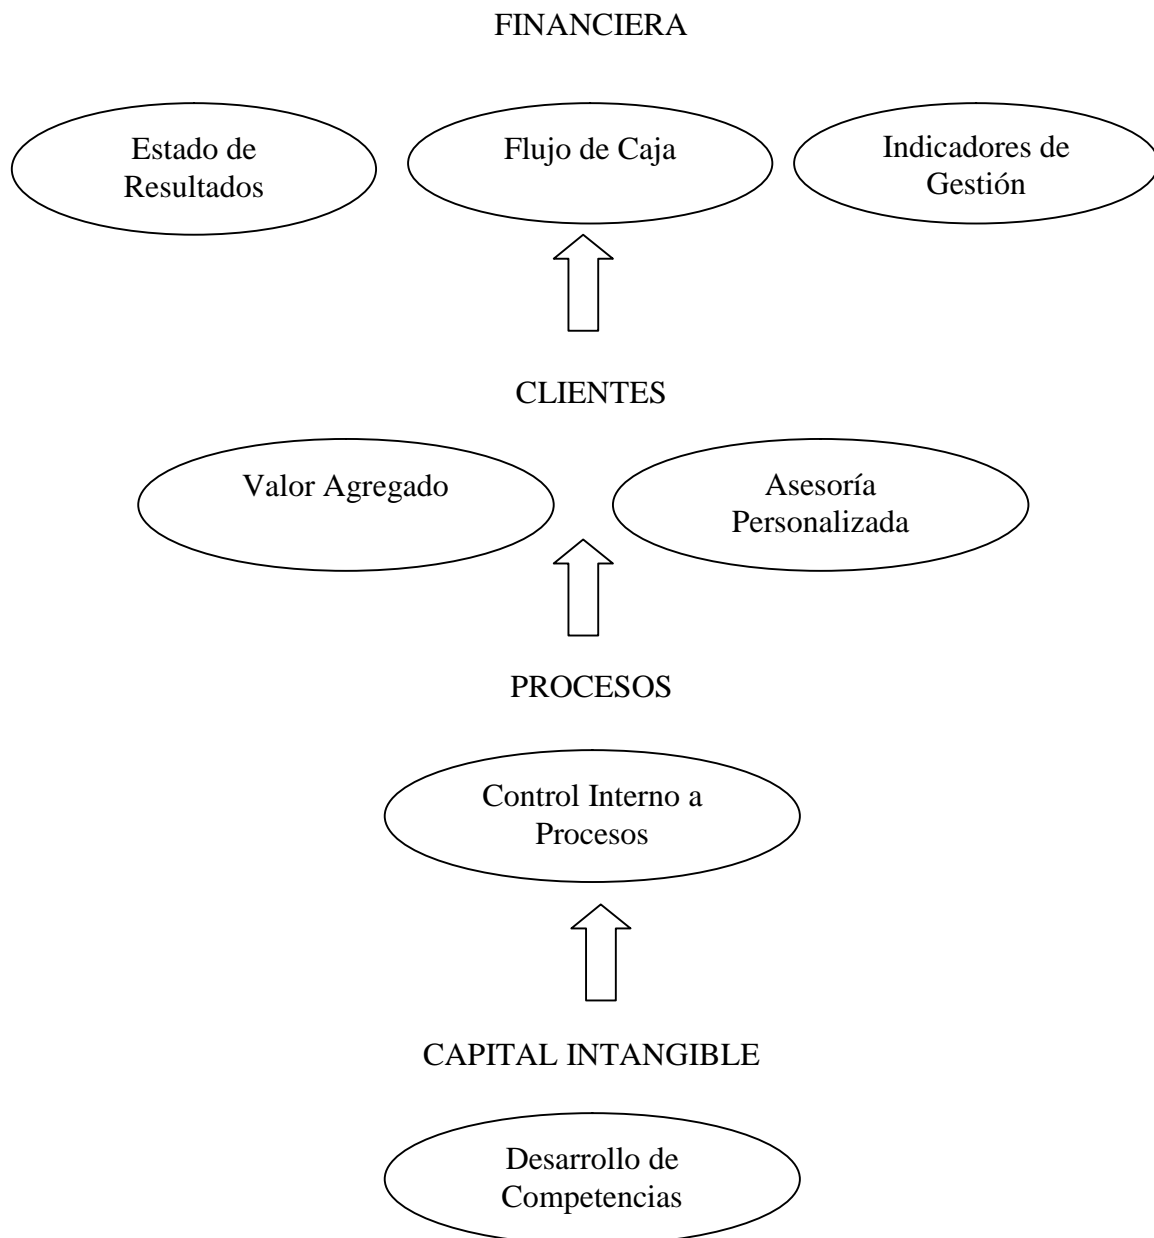 FINANCIERA
Estado de
Resultados
Flujo de Caja
Indicadores de
Gestión
CLIENTES
Valor Agregado
Asesoría
Personalizada
PROCESOS
Control Interno a
Procesos
CAPITAL INTANGIBLE
Desarrollo de
Competencias